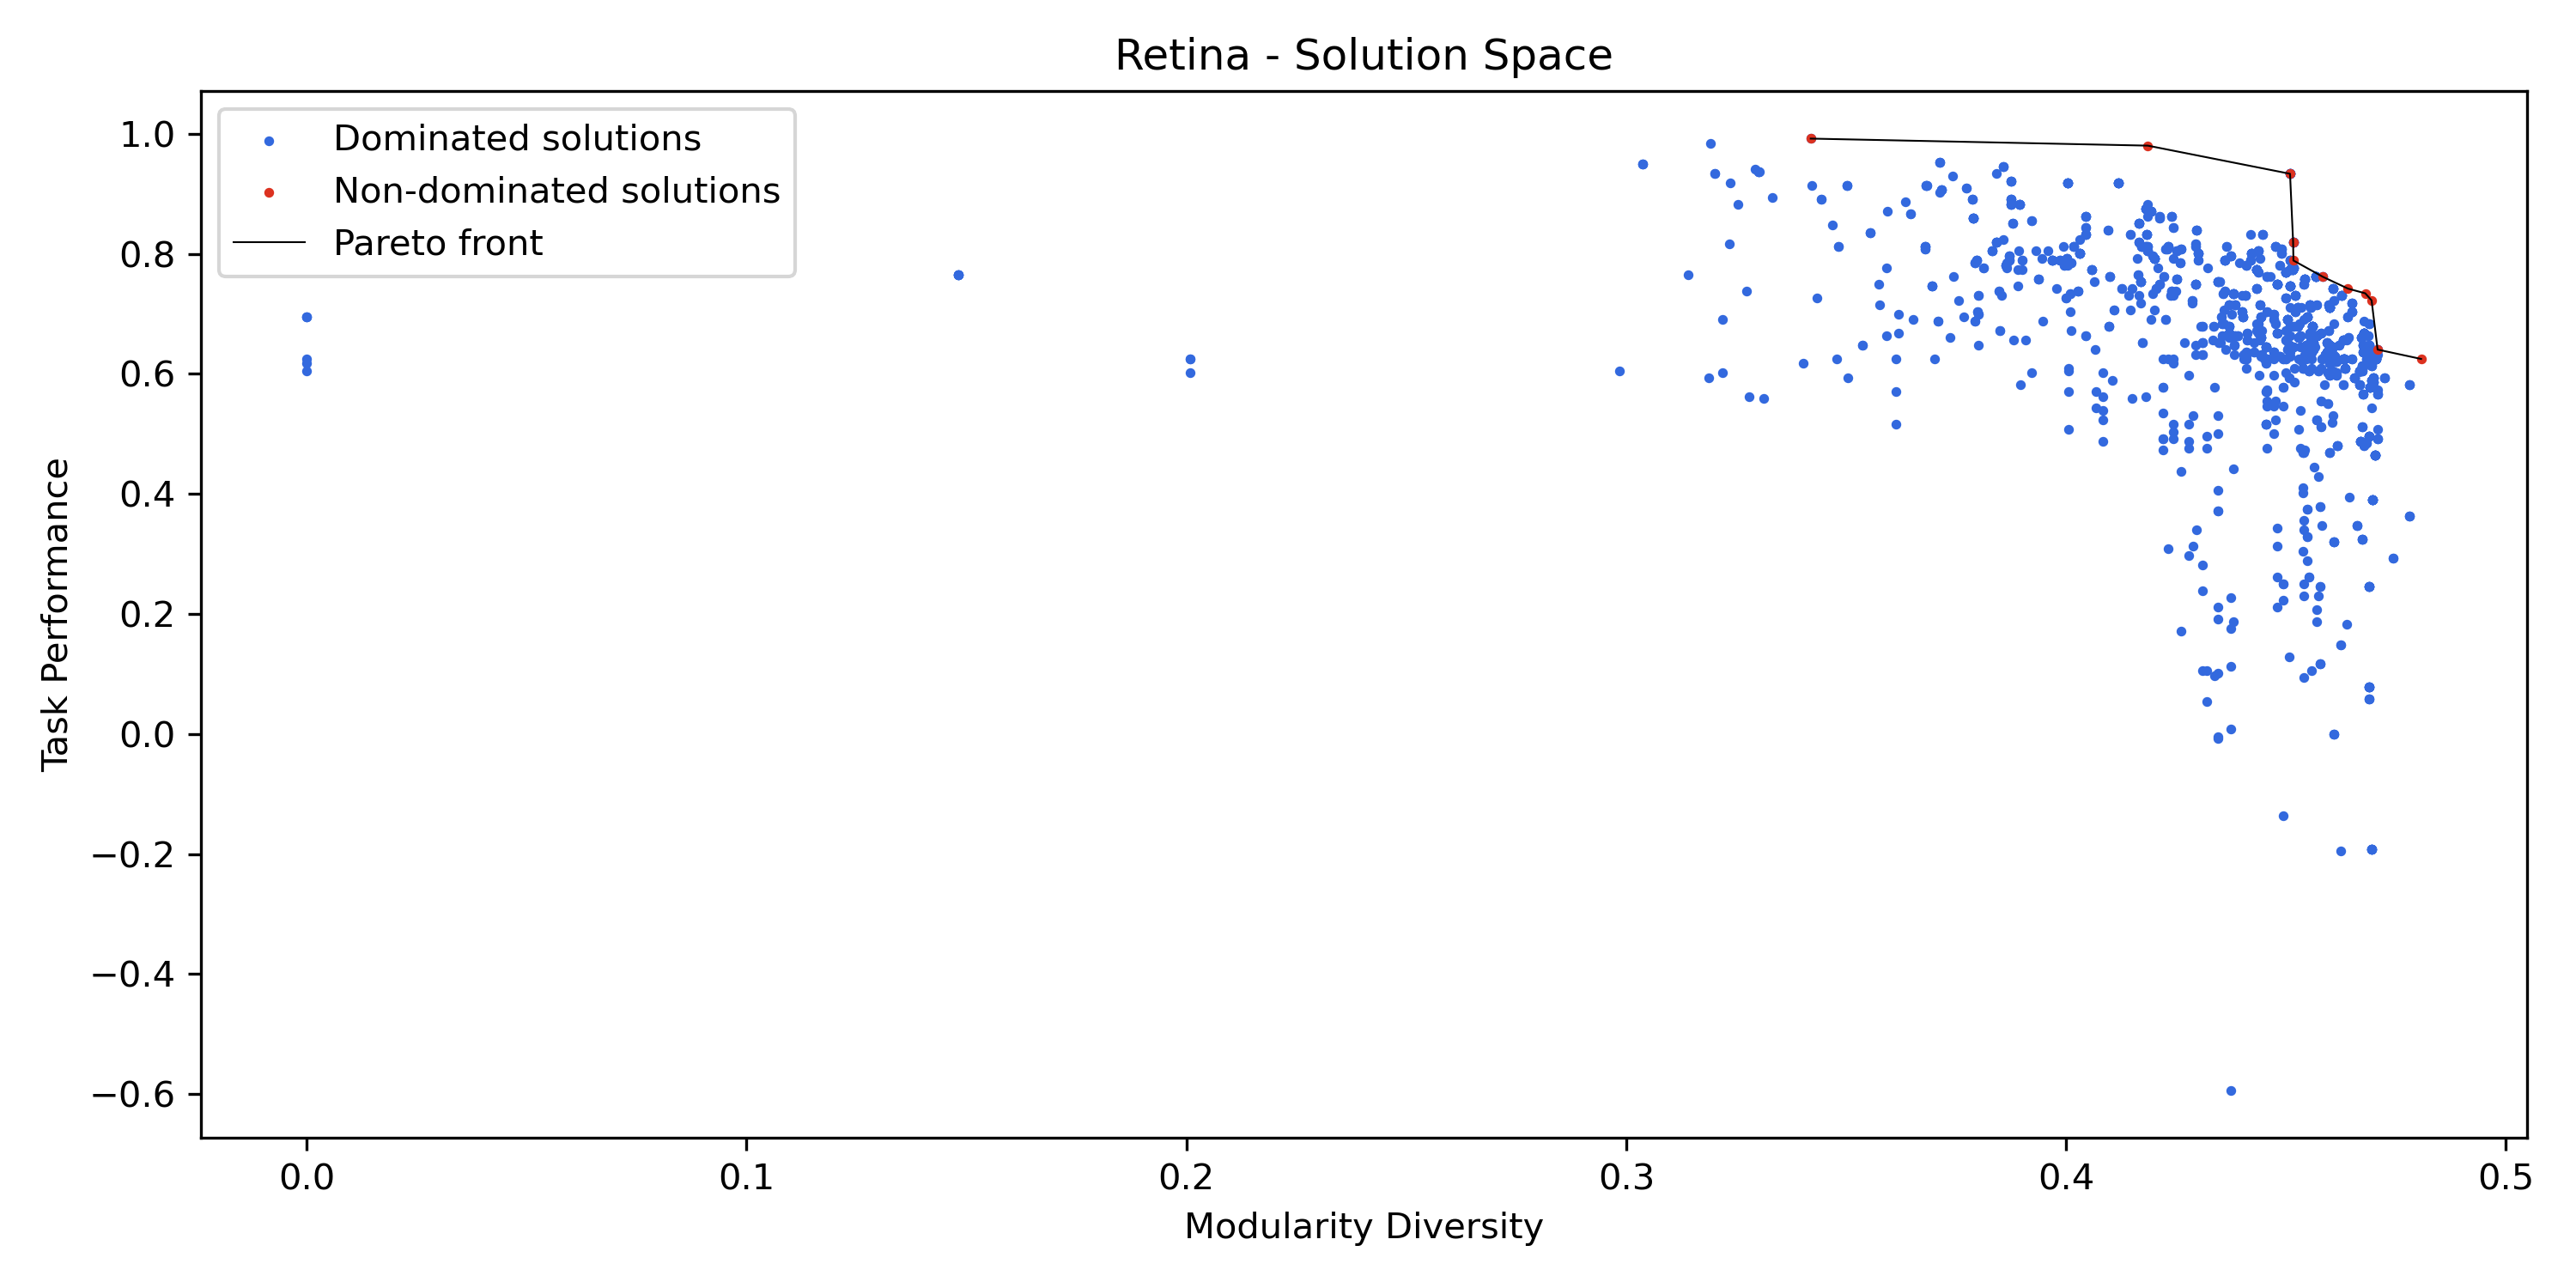 Retina - Solution Space
Dominated solutions
Non-dominated solutions
Pareto front
1.0
0.8
0.6
0.4
0.2
0.0
−0.2
−0.4
−0.6
Task Performance
0.0 0.1 0.2 0.3 0.4 0.5
Modularity Diversity